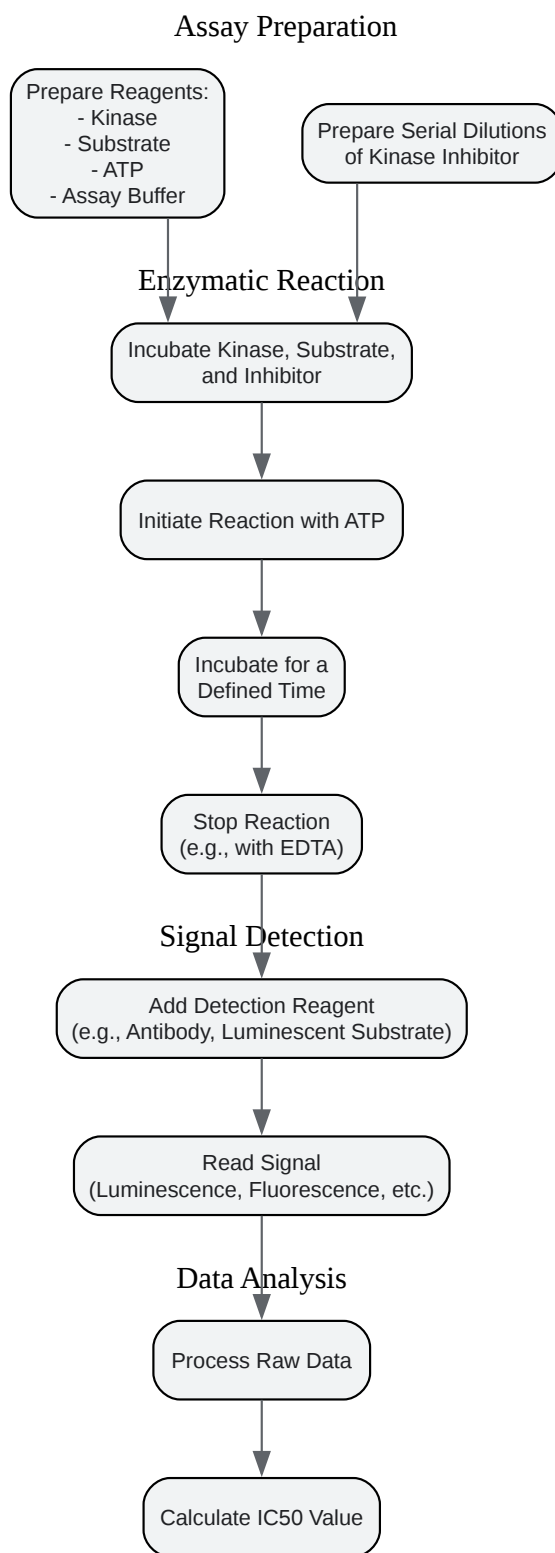 Assay Preparation
Prepare Reagents:
- Kinase
- Substrate
- ATP
- Assay Buffer
Prepare Serial Dilutions
of Kinase Inhibitor
Enzymatic Reaction
Incubate Kinase, Substrate,
and Inhibitor
Initiate Reaction with ATP
Incubate for a
Defined Time
Stop Reaction
(e.g., with EDTA)
Signal Detection
Add Detection Reagent
(e.g., Antibody, Luminescent Substrate)
Read Signal
(Luminescence, Fluorescence, etc.)
Data Analysis
Process Raw Data
Calculate IC50 Value